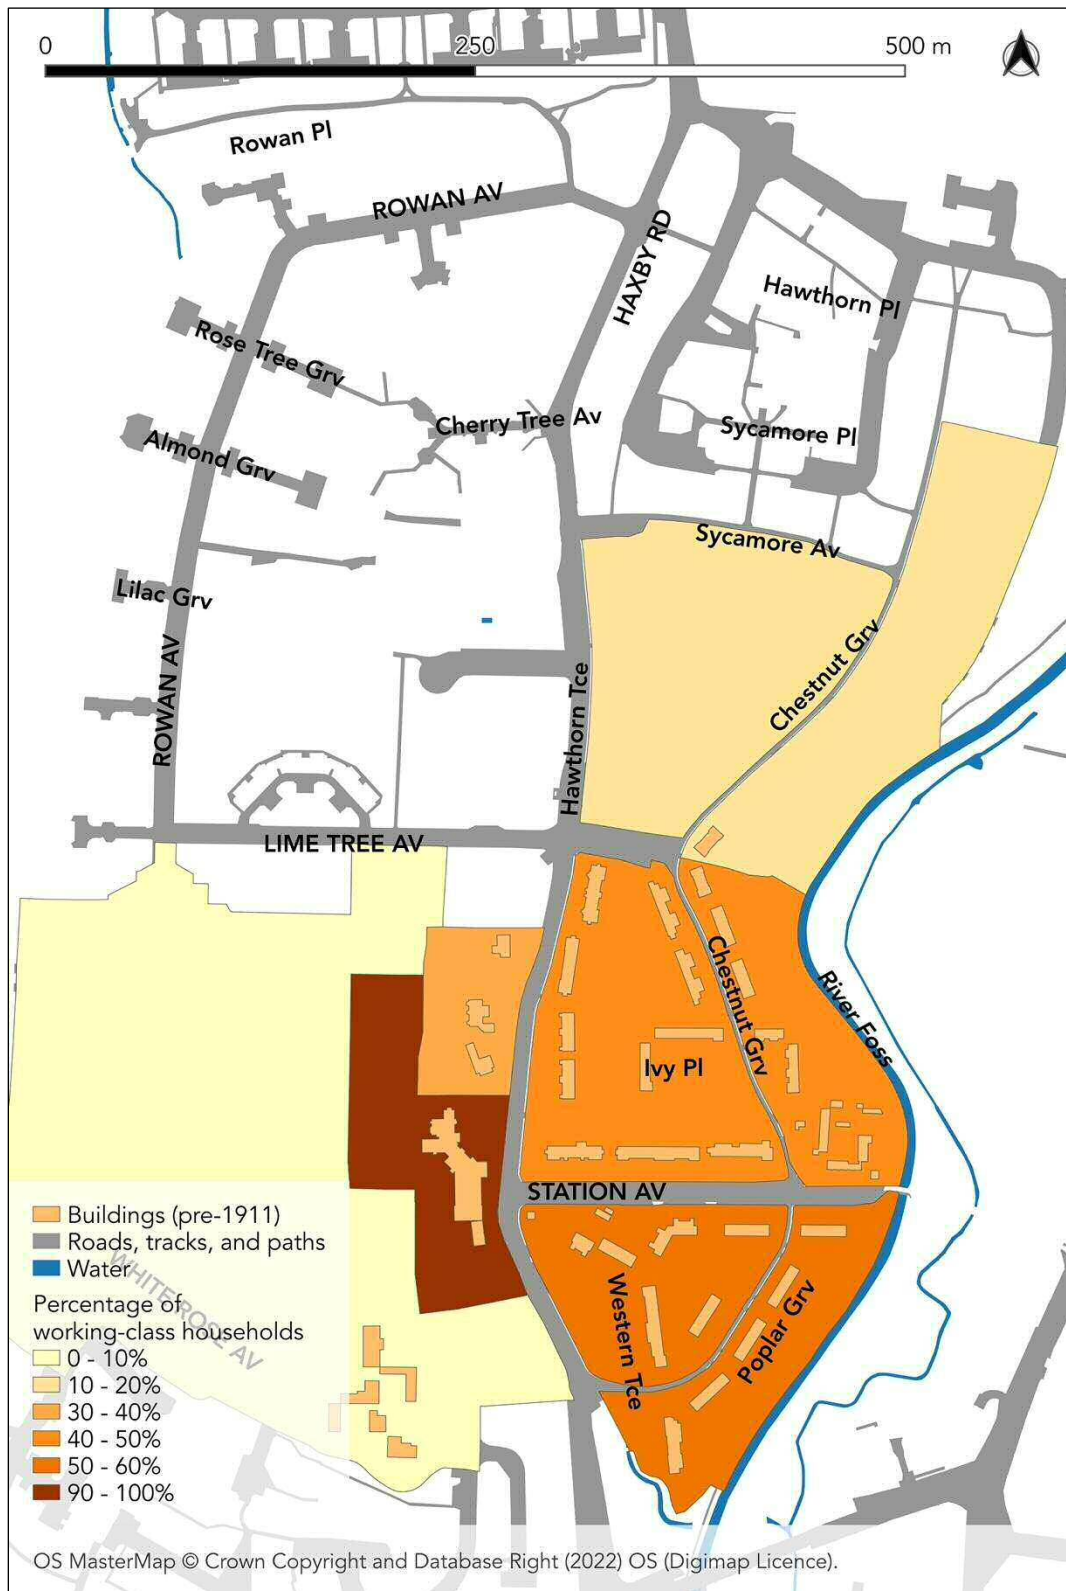 0 250 500 m
Rowan Pl
ROWAN AV
HAXBY RD
Hawthorn Pl
Rose Tree Grv
Cherry Tree Av
Sycamore Pl
Almond Grv
Sycamore Av
Lilac Grv
Chestnut Grv
ROWAN AV
Hawthorn Tce
LIME TREE AV
Chestnut Grv
River Foss
Ivy Pl
STATION AV
Western Tce
Poplar Grv
WHITE ROSE AV
Buildings (pre-1911)
Roads, tracks, and paths
Water
Percentage of
working-class households
0 - 10%
10 - 20%
30 - 40%
40 - 50%
50 - 60%
90 - 100%
OS MasterMap © Crown Copyright and Database Right (2022) OS (Digimap Licence).